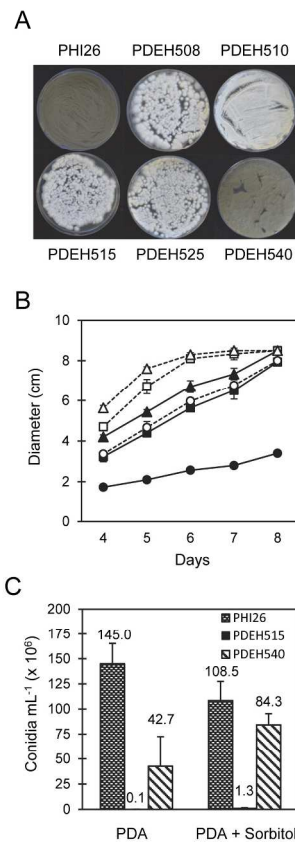 A
PHI26 PDEH508 PDEH510
PDEH515 PDEH525 PDEH540
B
10
8
6
4
2
0
Diameter (cm)
4 5 6 7 8
Days
C
200
175
150
125
100
75
50
25
0
Conidia mL-1 (x 10⁶)
PHI26
PDEH515
PDEH540
145.0
0.1
42.7
108.5
1.3
84.3
PDA PDA + Sorbitol